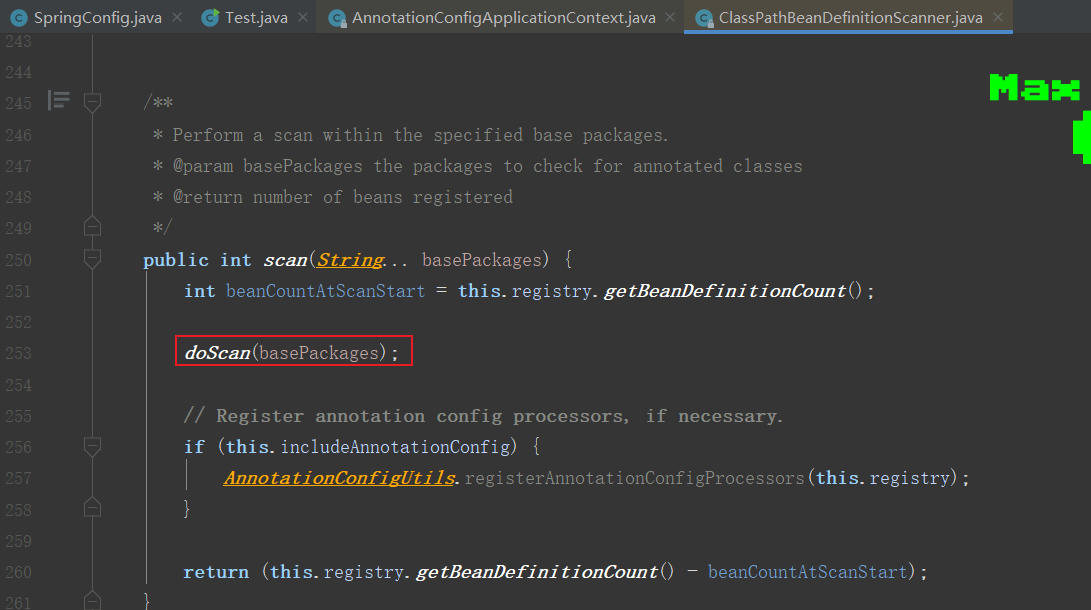 SpringConfig.java Test.java AnnotationConfigApplicationContext.java ClassPathBeanDefinitionScanner.java
243
244
Max
245 /**
246 * Perform a scan within the specified base packages.
247 * @param basePackages the packages to check for annotated classes
248 * @return number of beans registered
249 */
250 public int scan(String... basePackages) {
251 int beanCountAtScanStart = this.registry.getBeanDefinitionCount();
252
253 doScan(basePackages);
254
255 // Register annotation config processors, if necessary.
256 if (this.includeAnnotationConfig) {
257 AnnotationConfigUtils.registerAnnotationConfigProcessors(this.registry);
258 }
259
260 return (this.registry.getBeanDefinitionCount() - beanCountAtScanStart);
261 }